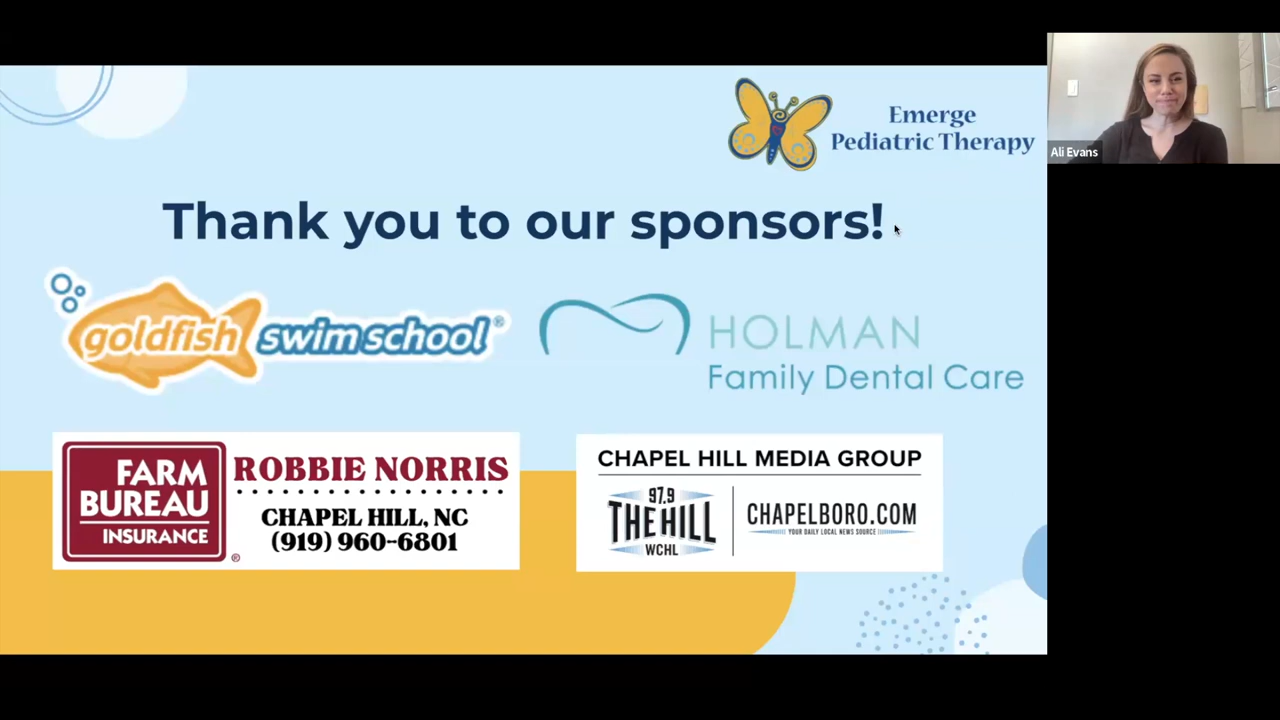 Emerge
Pediatric Therapy
Ali Evans
Thank you to our sponsors!
goldfish swim school®
HOLMAN
Family Dental Care
FARM
BUREAU
INSURANCE
®
ROBBIE NORRIS
CHAPEL HILL, NC
(919) 960-6801
CHAPEL HILL MEDIA GROUP
97.9
THE HILL
WCHL
CHAPELBORO.COM
YOUR DAILY LOCAL NEWS SOURCE